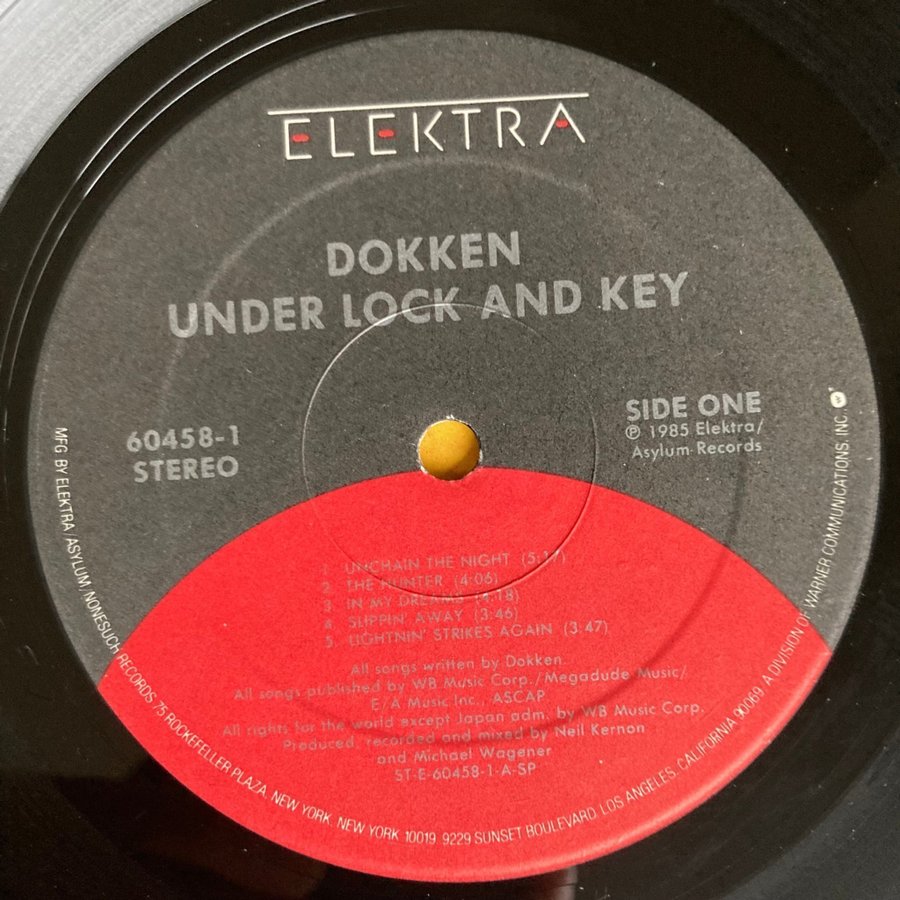 ELEKTRA
DOKKEN
UNDER LOCK AND KEY
60458-1
STEREO
SIDE ONE
℗ 1985 Elektra/
Asylum Records
1. UNCHAIN THE NIGHT (5:17)
2. THE HUNTER (4:06)
3. IN MY DREAMS (4:18)
4. SLIPPIN' AWAY (3:46)
5. LIGHTNIN' STRIKES AGAIN (3:47)
All songs written by Dokken
All songs published by WB Music Corp./Megadude Music/
E/A Music Inc., ASCAP
All rights for the world except Japan adm. by WB Music Corp.
Produced, recorded and mixed by Neil Kernon
and Michael Wagener
ST-E-60458-1-A-SP
MFG BY ELEKTRA/ASYLUM/NONESUCH RECORDS 75 ROCKEFELLER PLAZA, NEW YORK, NEW YORK 10019. 9229 SUNSET BOULEVARD, LOS ANGELES, CALIFORNIA 90069 A DIVISION OF WARNER COMMUNICATIONS, INC.